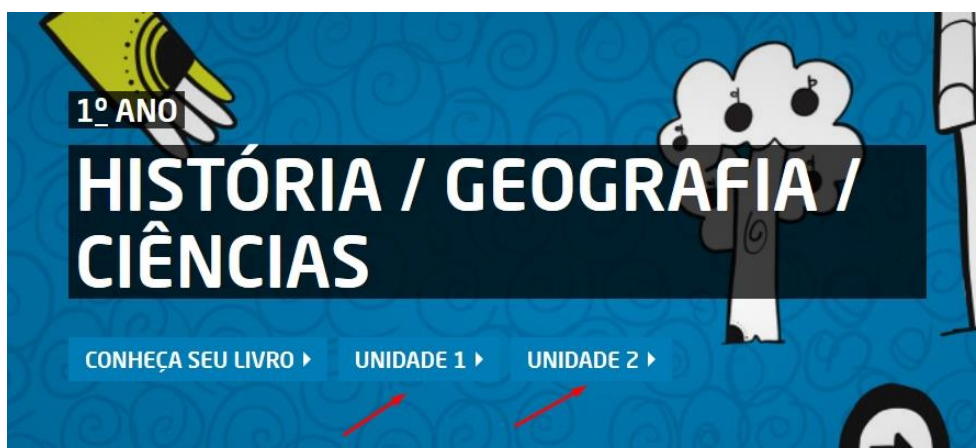 1º ANO
HISTÓRIA / GEOGRAFIA /
CIÊNCIAS
CONHEÇA SEU LIVRO UNIDADE 1 UNIDADE 2